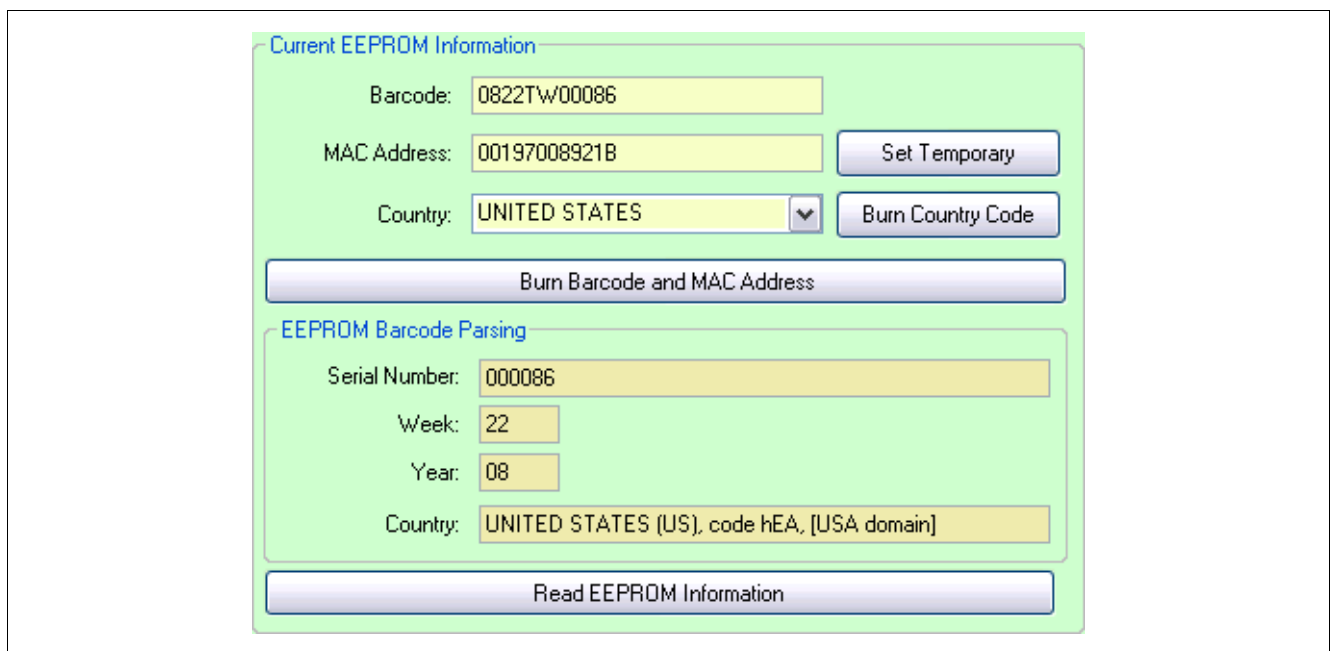 Current EEPROM Information
Barcode: 0822TW00086
MAC Address: 00197008921B Set Temporary
Country: UNITED STATES Burn Country Code
Burn Barcode and MAC Address
EEPROM Barcode Parsing
Serial Number: 000086
Week: 22
Year: 08
Country: UNITED STATES (US), code hEA, [USA domain]
Read EEPROM Information